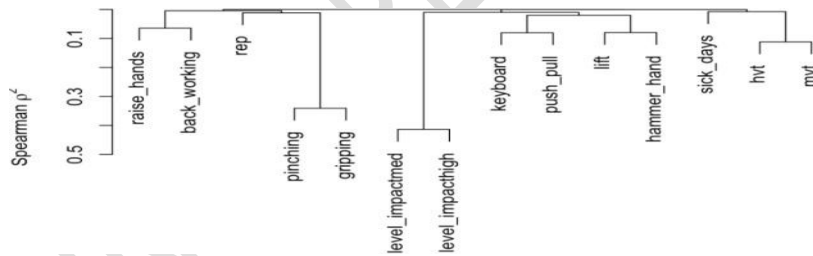 Spearman ρ²
0.1
0.3
0.5
raise_hands
back_working
rep
pinching
gripping
level_impactmed
level_impacthigh
keyboard
push_pull
lift
hammer_hand
sick_days
hvt
mvt